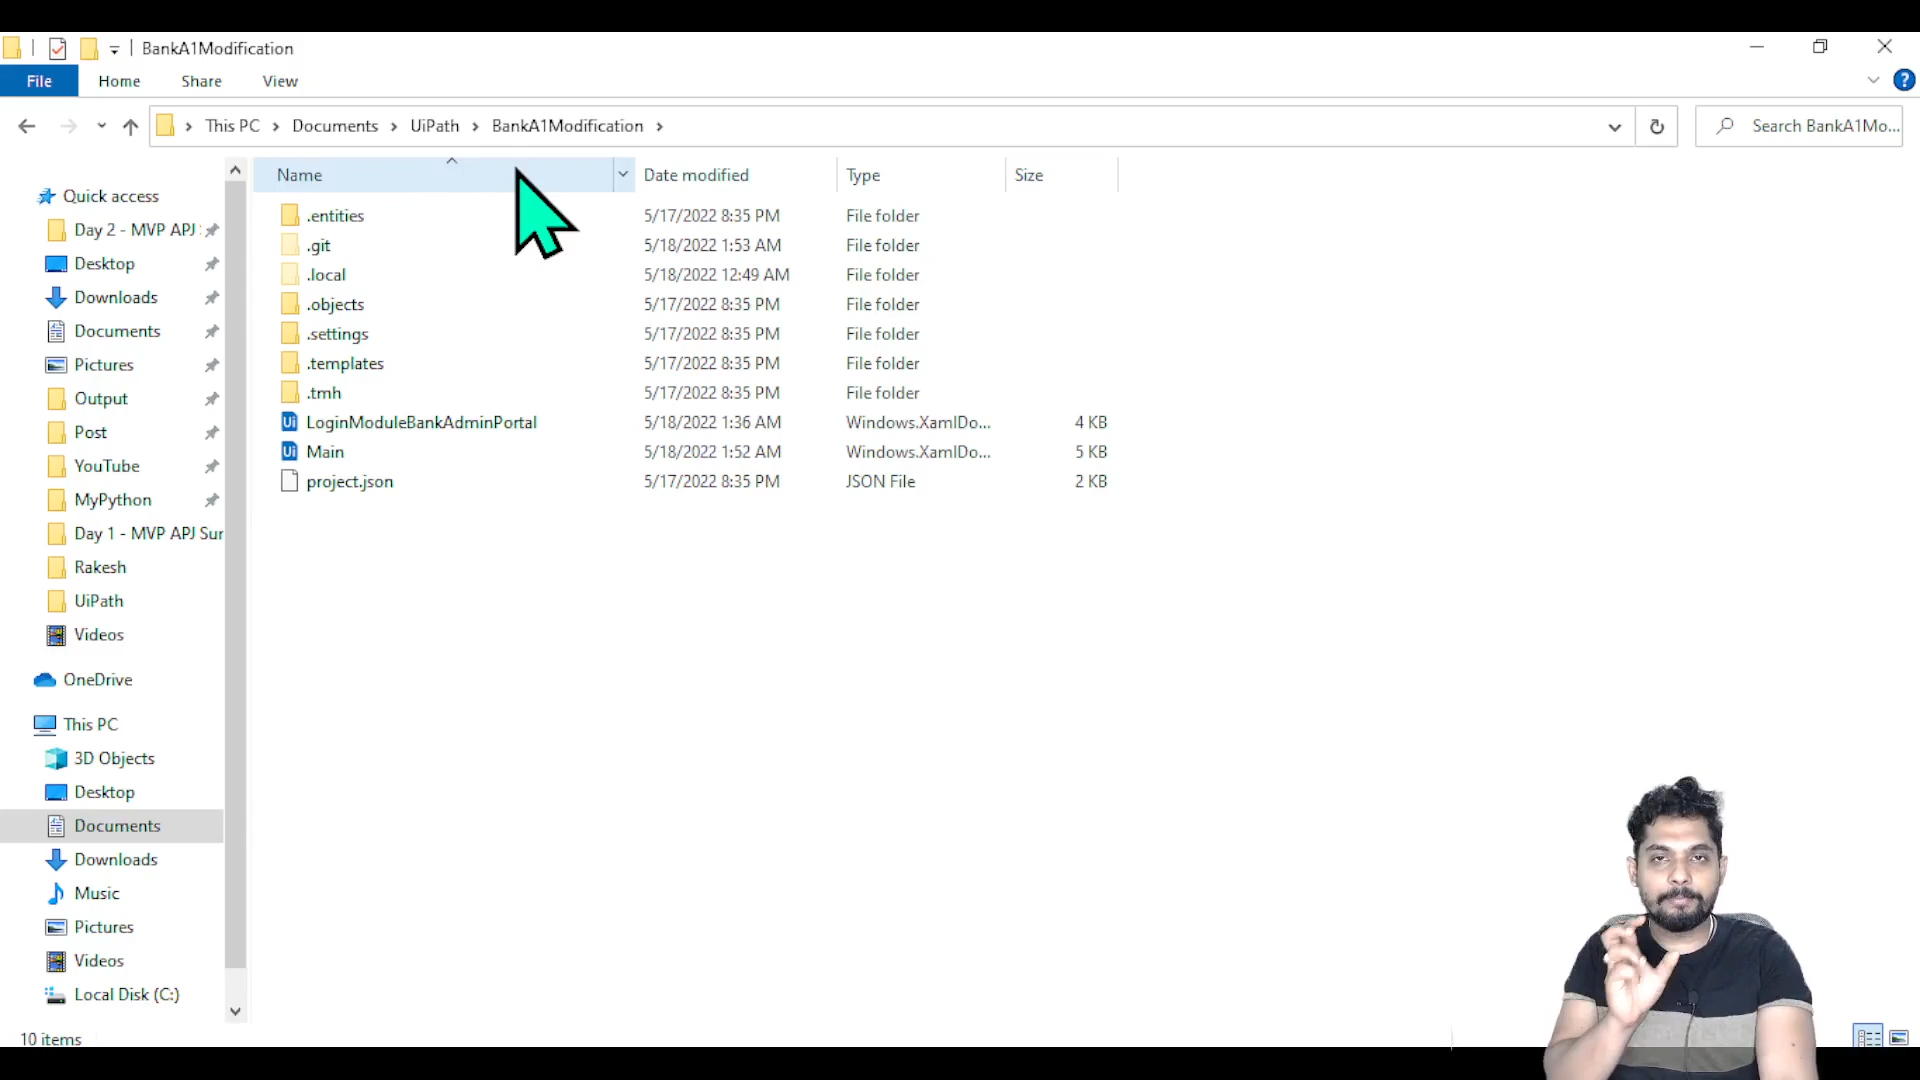 BankA1Modification
File Home Share View
This PC Documents UiPath BankA1Modification
Search BankA1Mo...
Name Date modified Type Size
Quick access
Day 2 - MVP APJ
Desktop
Downloads
Documents
Pictures
Output
Post
YouTube
MyPython
Day 1 - MVP APJ Sur
Rakesh
UiPath
Videos
OneDrive
This PC
3D Objects
Desktop
Documents
Downloads
Music
Pictures
Videos
Local Disk (C:)
.entities 5/17/2022 8:35 PM File folder
.git 5/18/2022 1:53 AM File folder
.local 5/18/2022 12:49 AM File folder
.objects 5/17/2022 8:35 PM File folder
.settings 5/17/2022 8:35 PM File folder
.templates 5/17/2022 8:35 PM File folder
.tmh 5/17/2022 8:35 PM File folder
Ui LoginModuleBankAdminPortal 5/18/2022 1:36 AM Windows.XamlDo... 4 KB
Ui Main 5/18/2022 1:52 AM Windows.XamlDo... 5 KB
project.json 5/17/2022 8:35 PM JSON File 2 KB
10 items